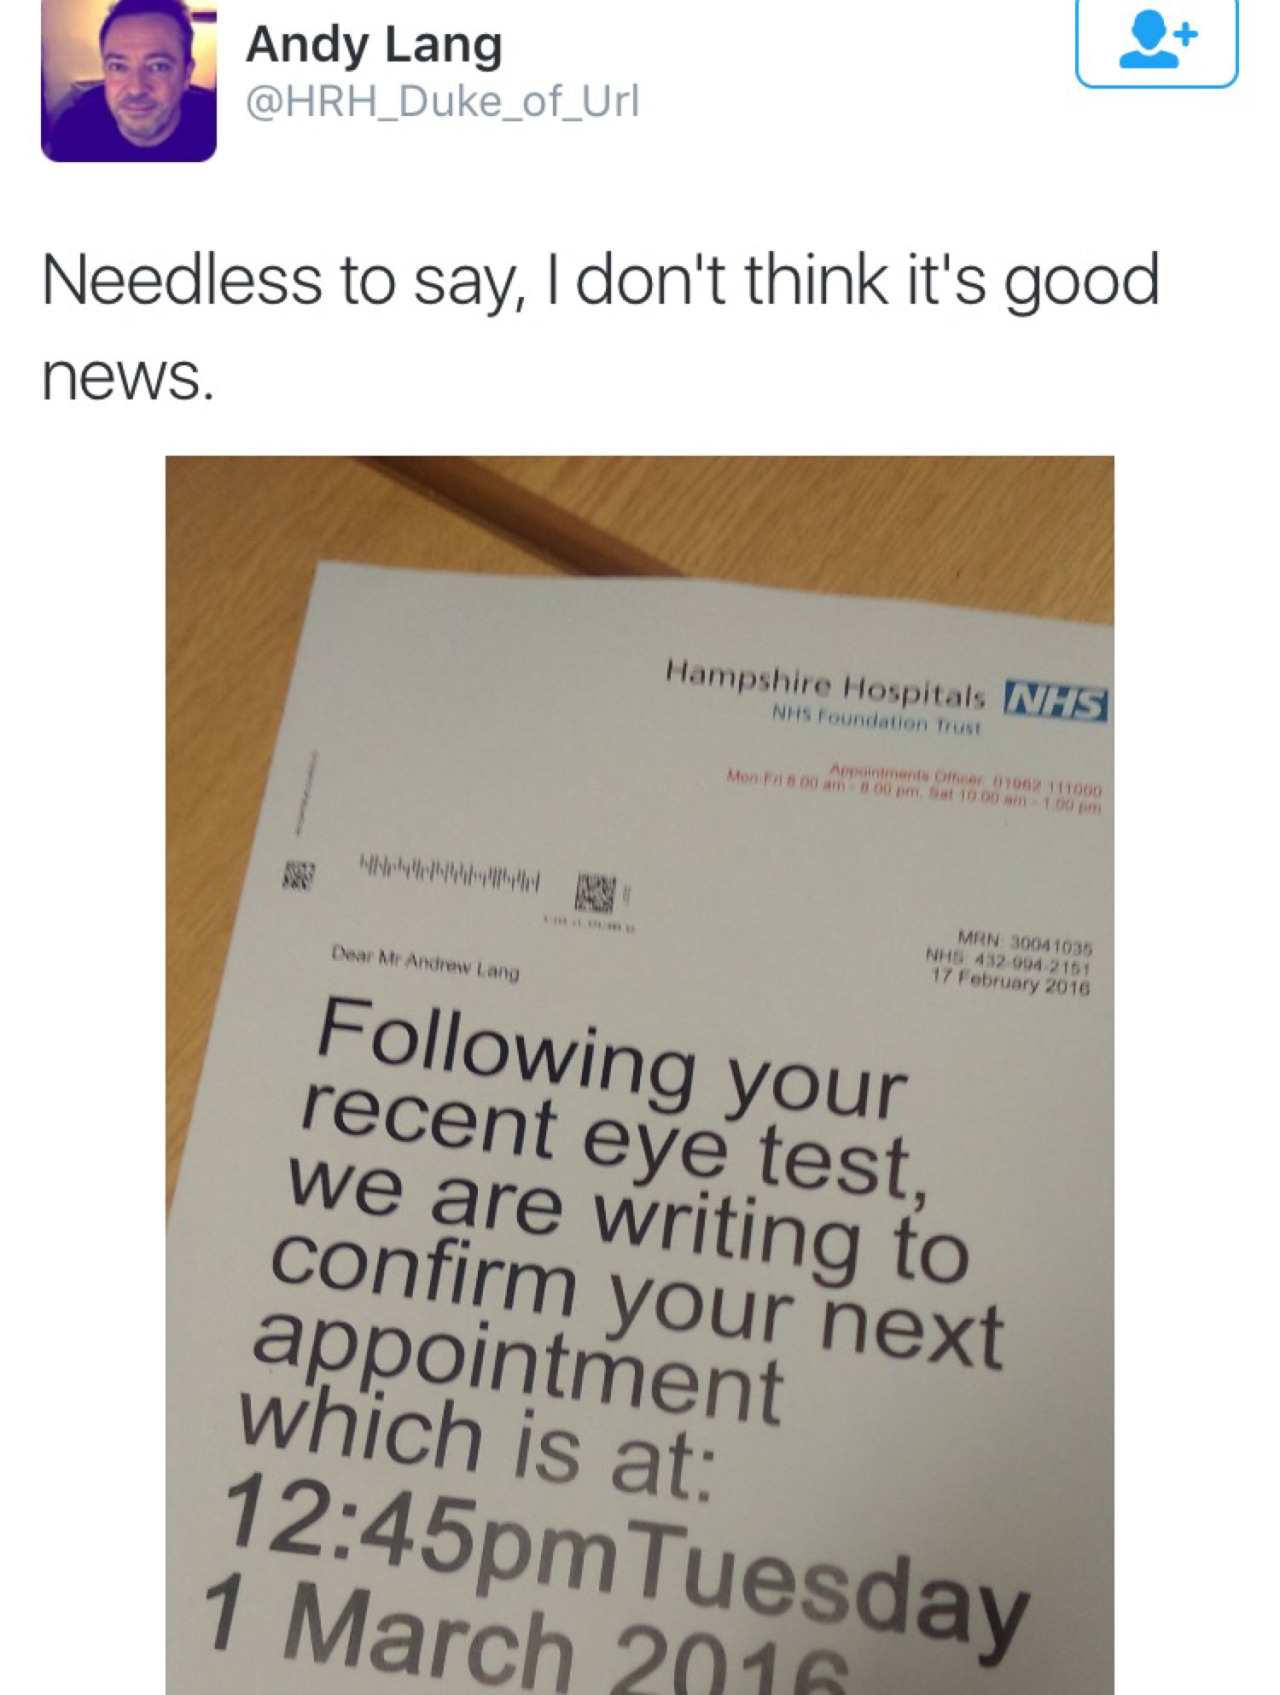 Andy Lang
@HRH_Duke_of_Url
Needless to say, I don't think it's good
news.
Hampshire Hospitals NHS
NHS Foundation Trust
Appointments Officer 01962 111000
Mon-Fri 8.00 am - 8.00 pm, Sat 10.00 am - 1.00 pm
MRN: 30041035
NHS: 432-994-2151
17 February 2016
Dear Mr Andrew Lang
Following your
recent eye test,
we are writing to
confirm your next
appointment
which is at:
12:45pmTuesday
1 March 2016